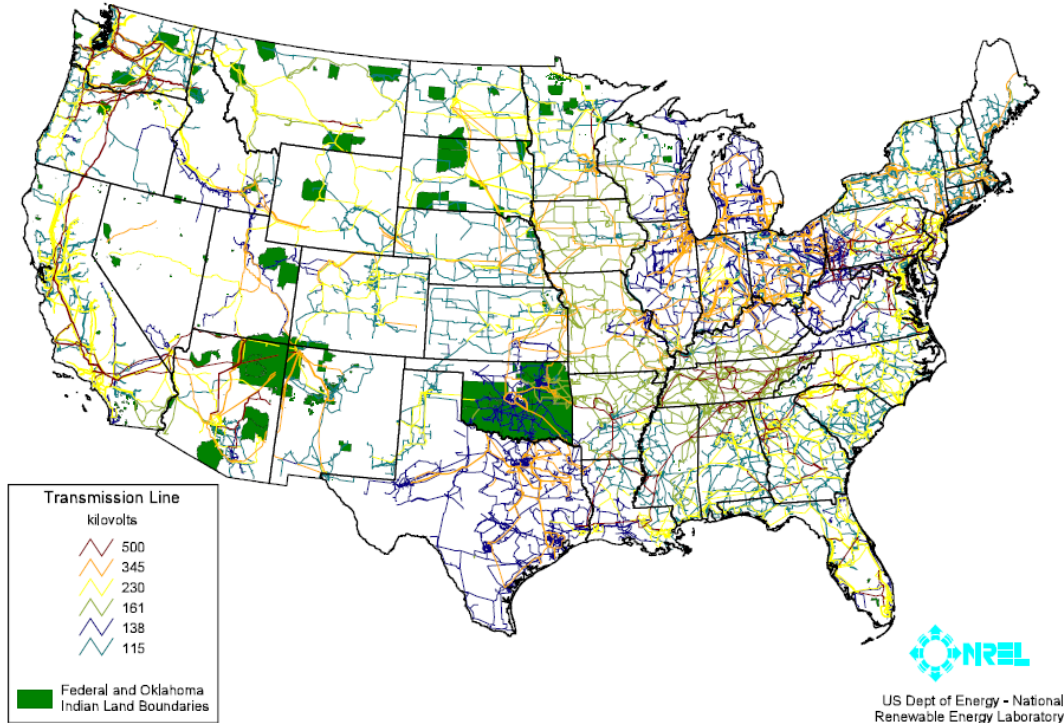 Transmission Line
kilovolts
500
345
230
161
138
115
Federal and Oklahoma
Indian Land Boundaries
NREL
US Dept of Energy - National
Renewable Energy Laboratory